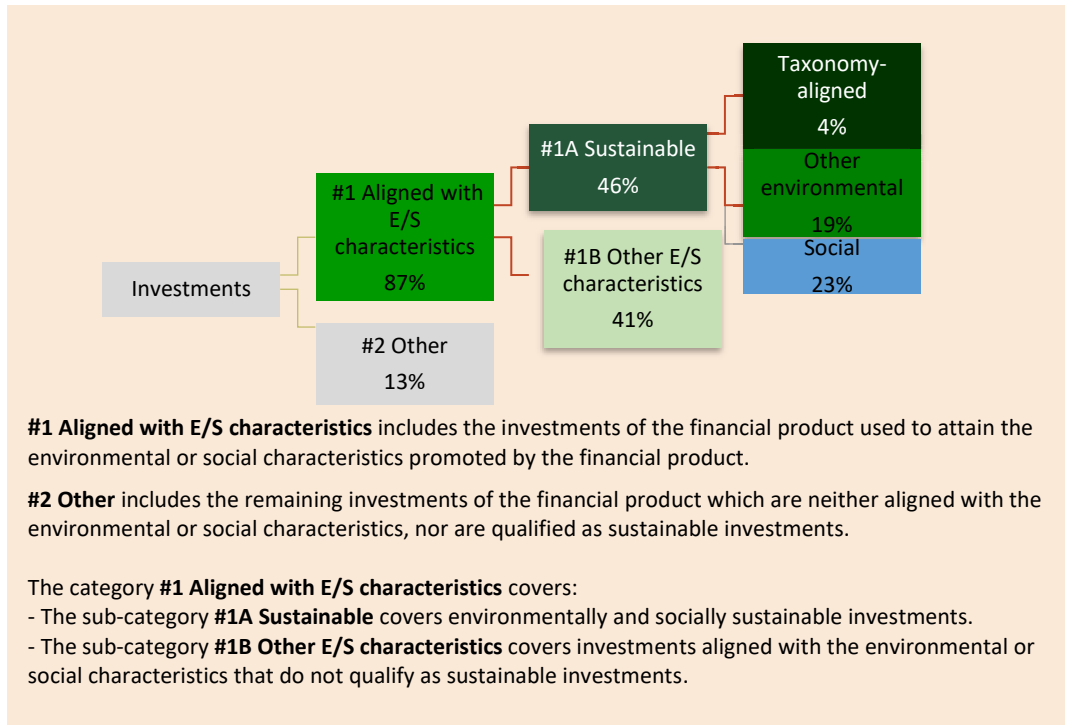 Taxonomy-
aligned
4%
#1A Sustainable
46%
Other
environmental
19%
#1 Aligned with
E/S
characteristics
87%
Social
23%
#1B Other E/S
characteristics
41%
Investments
#2 Other
13%
#1 Aligned with E/S characteristics includes the investments of the financial product used to attain the
environmental or social characteristics promoted by the financial product.
#2 Other includes the remaining investments of the financial product which are neither aligned with the
environmental or social characteristics, nor are qualified as sustainable investments.
The category #1 Aligned with E/S characteristics covers:
- The sub-category #1A Sustainable covers environmentally and socially sustainable investments.
- The sub-category #1B Other E/S characteristics covers investments aligned with the environmental or
social characteristics that do not qualify as sustainable investments.